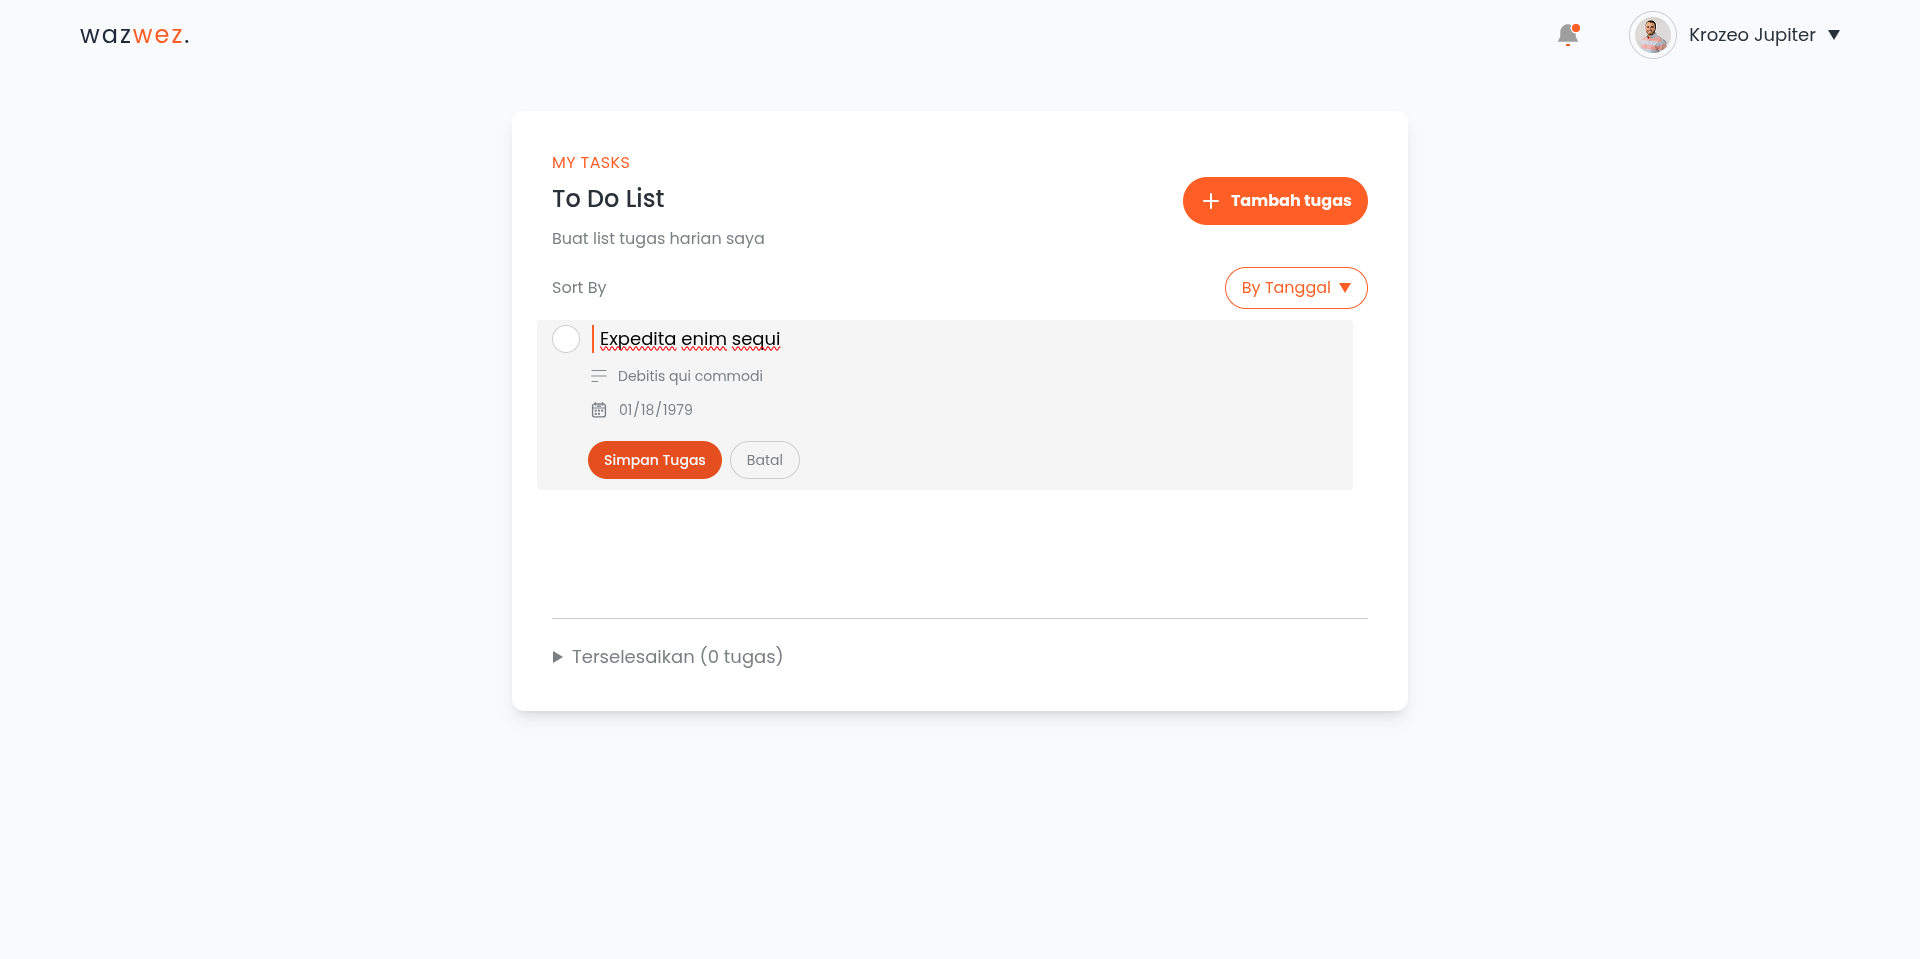 wazwez.
Krozeo Jupiter
MY TASKS
To Do List
Tambah tugas
Buat list tugas harian saya
Sort By
By Tanggal
Expedita enim sequi
Debitis qui commodi
01/18/1979
Simpan Tugas
Batal
Terselesaikan (0 tugas)